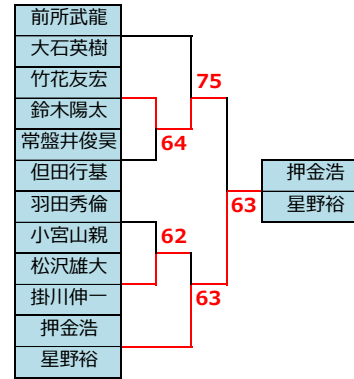 前所武龍
大石英樹
竹花友宏
鈴木陽太
常盤井俊昊
但田行基
羽田秀倫
小宮山親
松沢雄大
掛川伸一
押金浩
星野裕
75
64
62
63
63
押金浩
星野裕